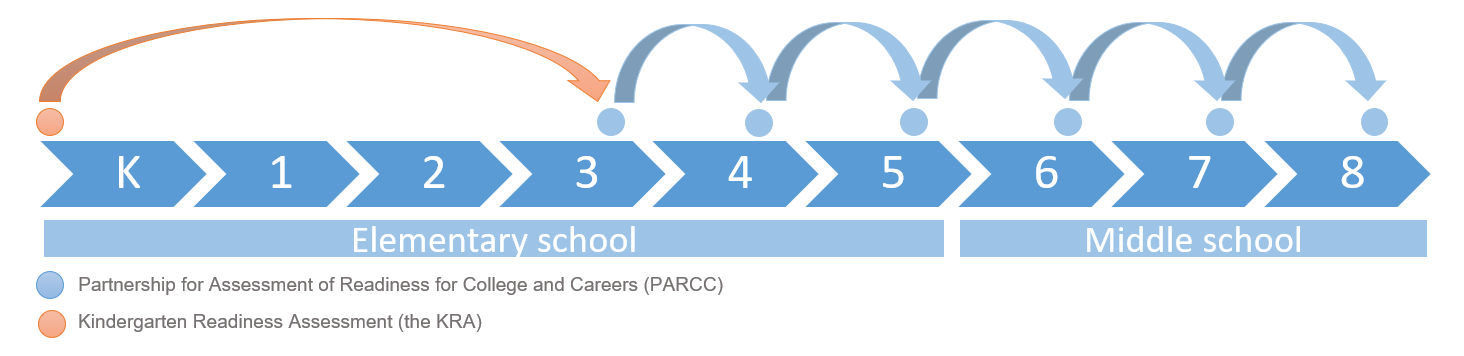 K 1 2 3 4 5 6 7 8
Elementary school Middle school
Partnership for Assessment of Readiness for College and Careers (PARCC)
Kindergarten Readiness Assessment (the KRA)